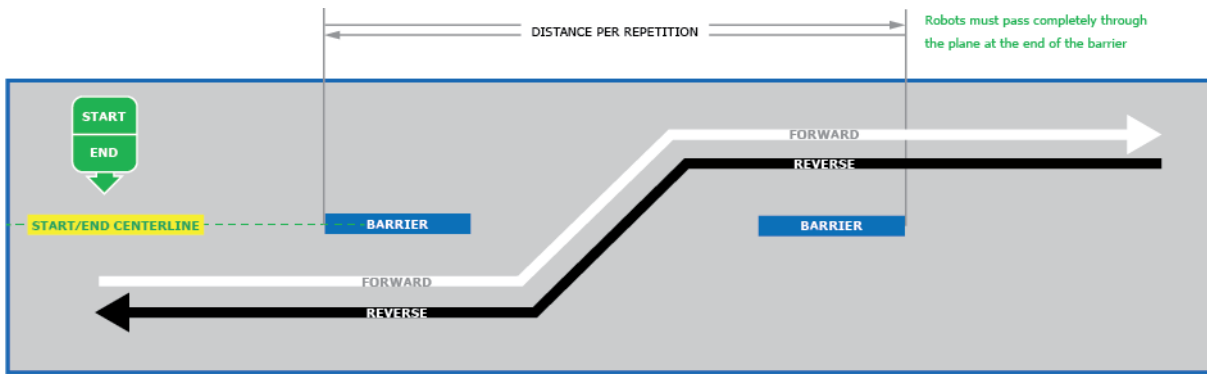 DISTANCE PER REPETITION
Robots must pass completely through
the plane at the end of the barrier
START
END
FORWARD
REVERSE
START/END CENTERLINE
BARRIER
BARRIER
FORWARD
REVERSE